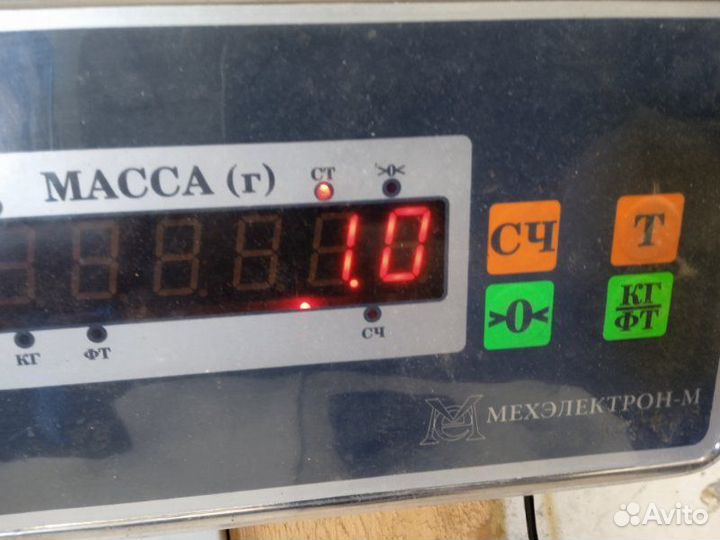 МАССА (г)
СТ
>0<
1.0
КГ
ФТ
СЧ
СЧ
Т
>0<
КГ
ФТ
МЕХЭЛЕКТРОН-М
Avito